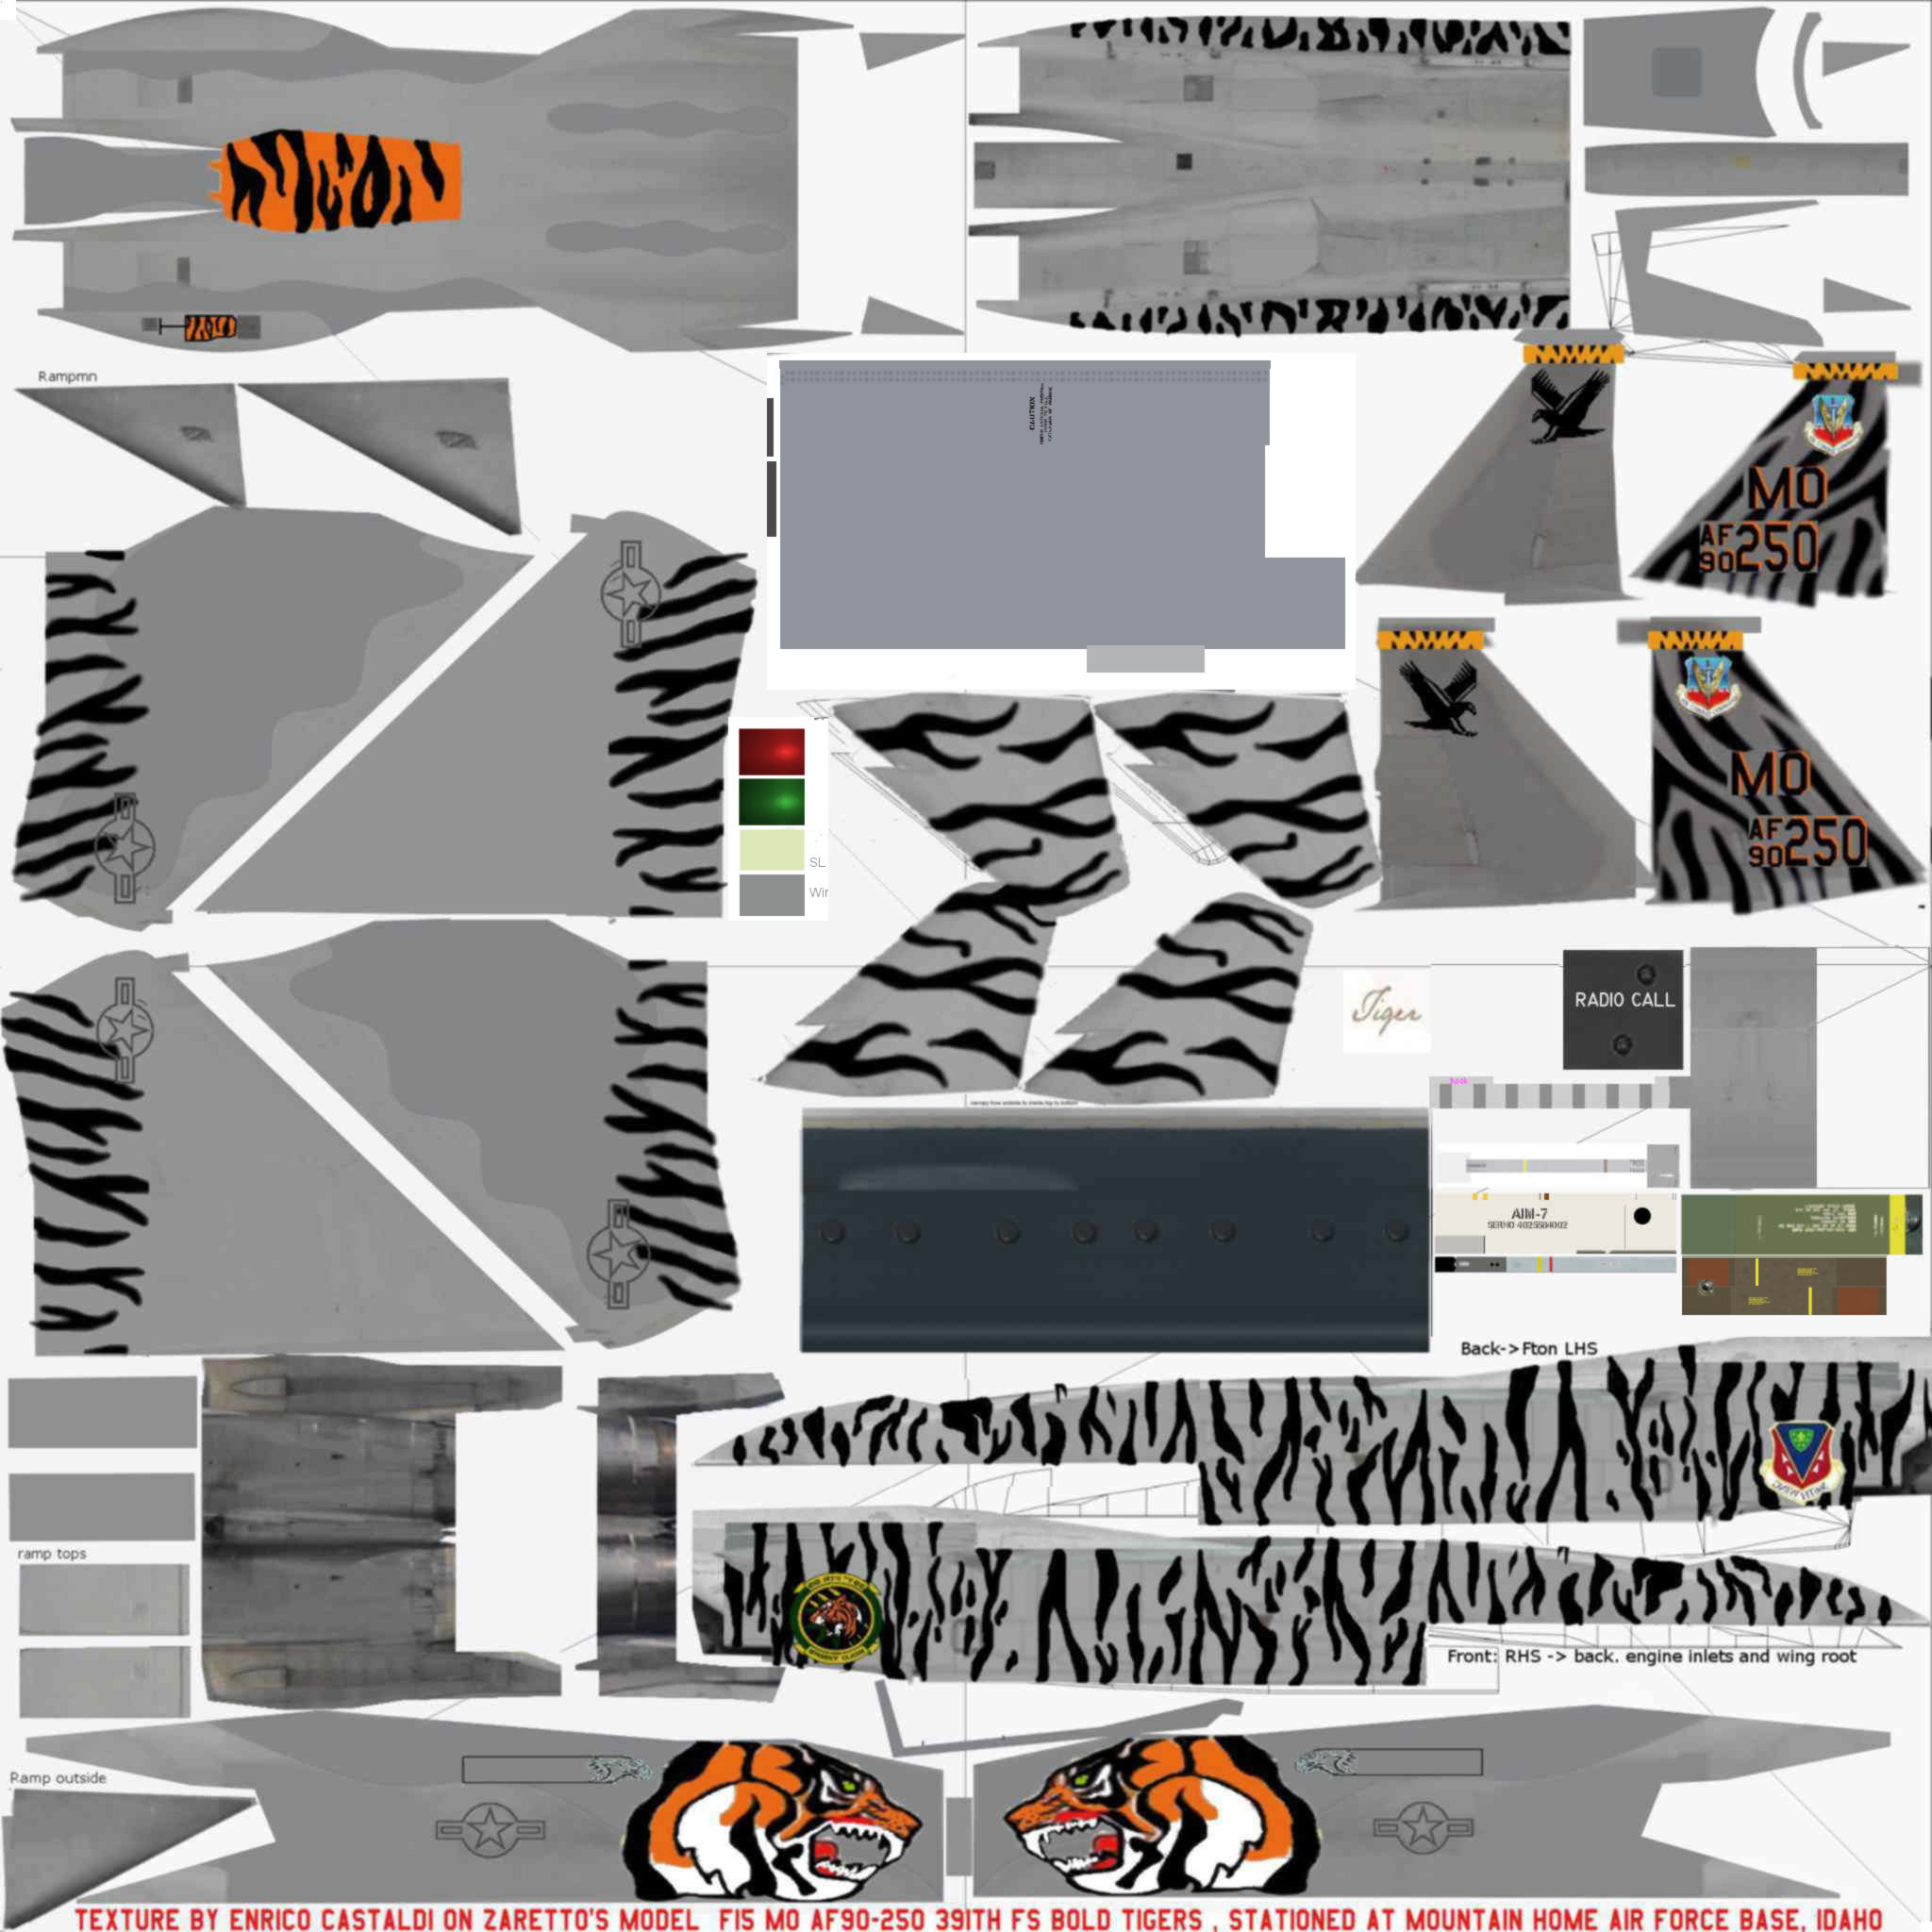 Rampmn
CAUTION
MO
AF
90
250
MO
AF
90
250
SL
Wir
Tiger
RADIO CALL
hook
AIM-7
Back->Fton LHS
ramp tops
Front: RHS -> back. engine inlets and wing root
Ramp outside
TEXTURE BY ENRICO CASTALDI ON ZARETTO'S MODEL F15 MO AF90-250 391TH FS BOLD TIGERS , STATIONED AT MOUNTAIN HOME AIR FORCE BASE, IDAHO